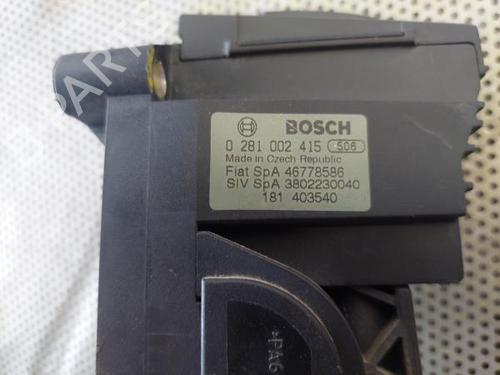 BOSCH
0 281 002 415 506
Made in Czech Republic
Fiat SpA 46778586
SIV SpA 3802230040
181 403540
>PA6